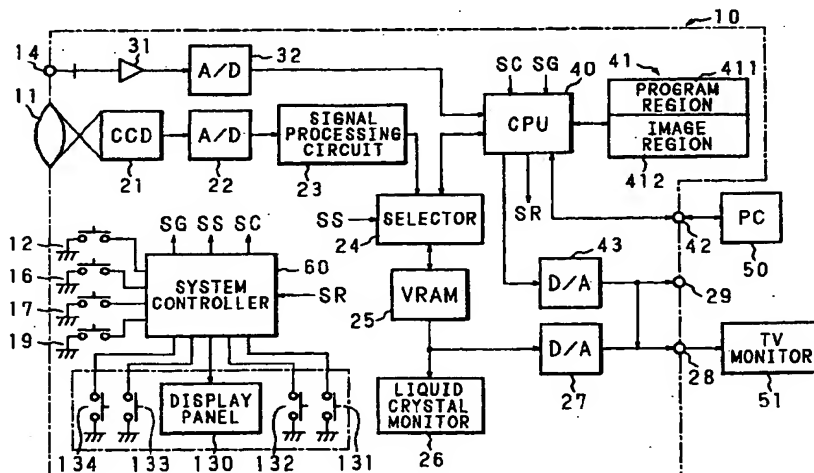 10
14 31 32
A/D
SC SG 40 41 411
CPU
PROGRAM REGION
IMAGE REGION
412
11
CCD
21
A/D
22
SIGNAL PROCESSING CIRCUIT
23
SR
42
PC
50
SS
SELECTOR
24
43
D/A
29
VRAM
25
SG SS SC
12
16
17
19
60
SYSTEM CONTROLLER
SR
D/A
27
28
TV MONITOR
51
LIQUID CRYSTAL MONITOR
26
DISPLAY PANEL
134 133 130 132 131